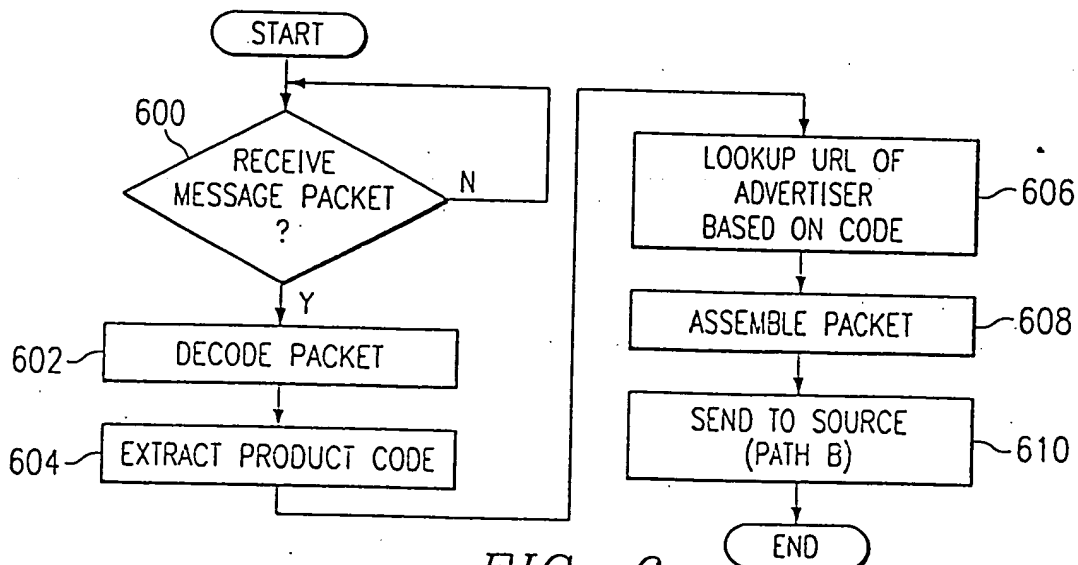 START
600
RECEIVE
MESSAGE PACKET
?
N
Y
602
DECODE PACKET
604
EXTRACT PRODUCT CODE
LOOKUP URL OF
ADVERTISER
BASED ON CODE
606
ASSEMBLE PACKET
608
SEND TO SOURCE
(PATH B)
610
END